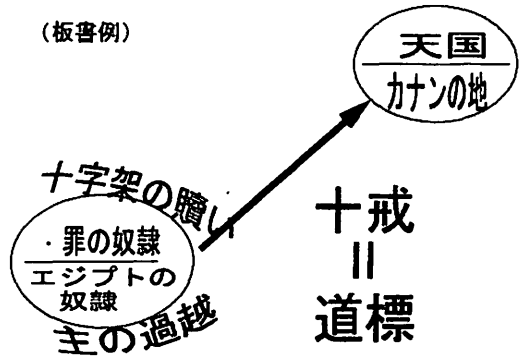 （板書例）
天国
カナンの地
十字架の贖い
・罪の奴隷
エジプトの
奴隷
主の過越
十戒
＝
道標